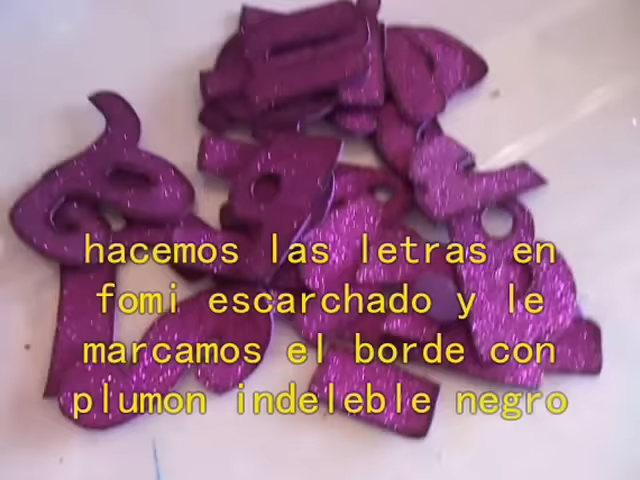 hacemos las letras en
fomi escarchado y le
marcamos el borde con
plumon indeleble negro